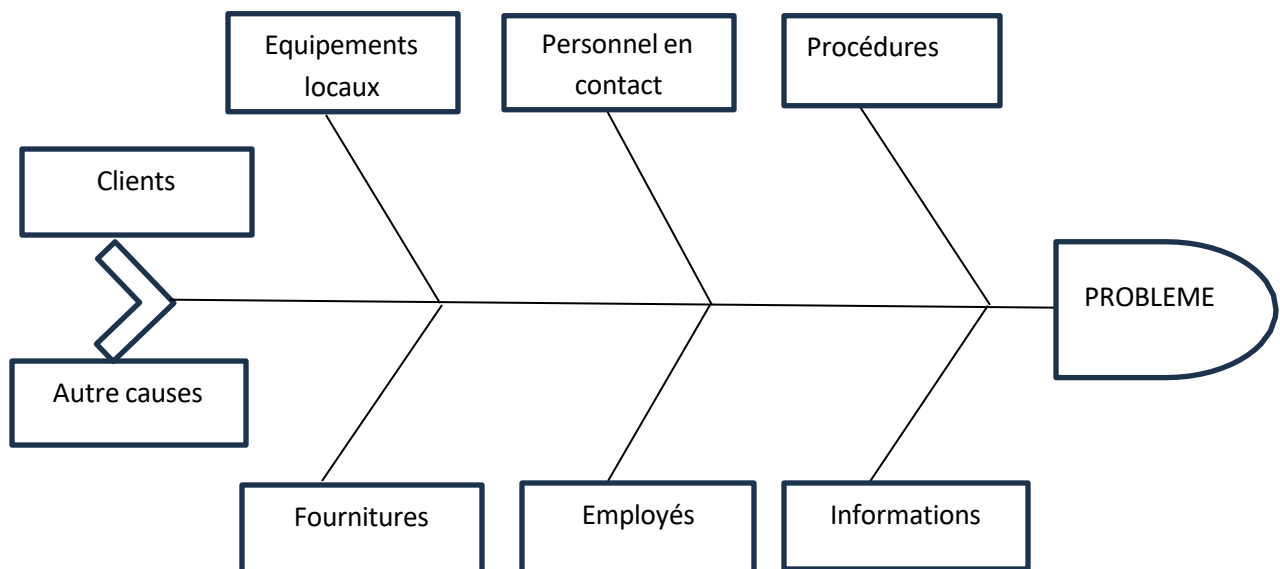 Equipements
locaux
Personnel en
contact
Procédures
Clients
PROBLEME
Autre causes
Fournitures
Employés
Informations